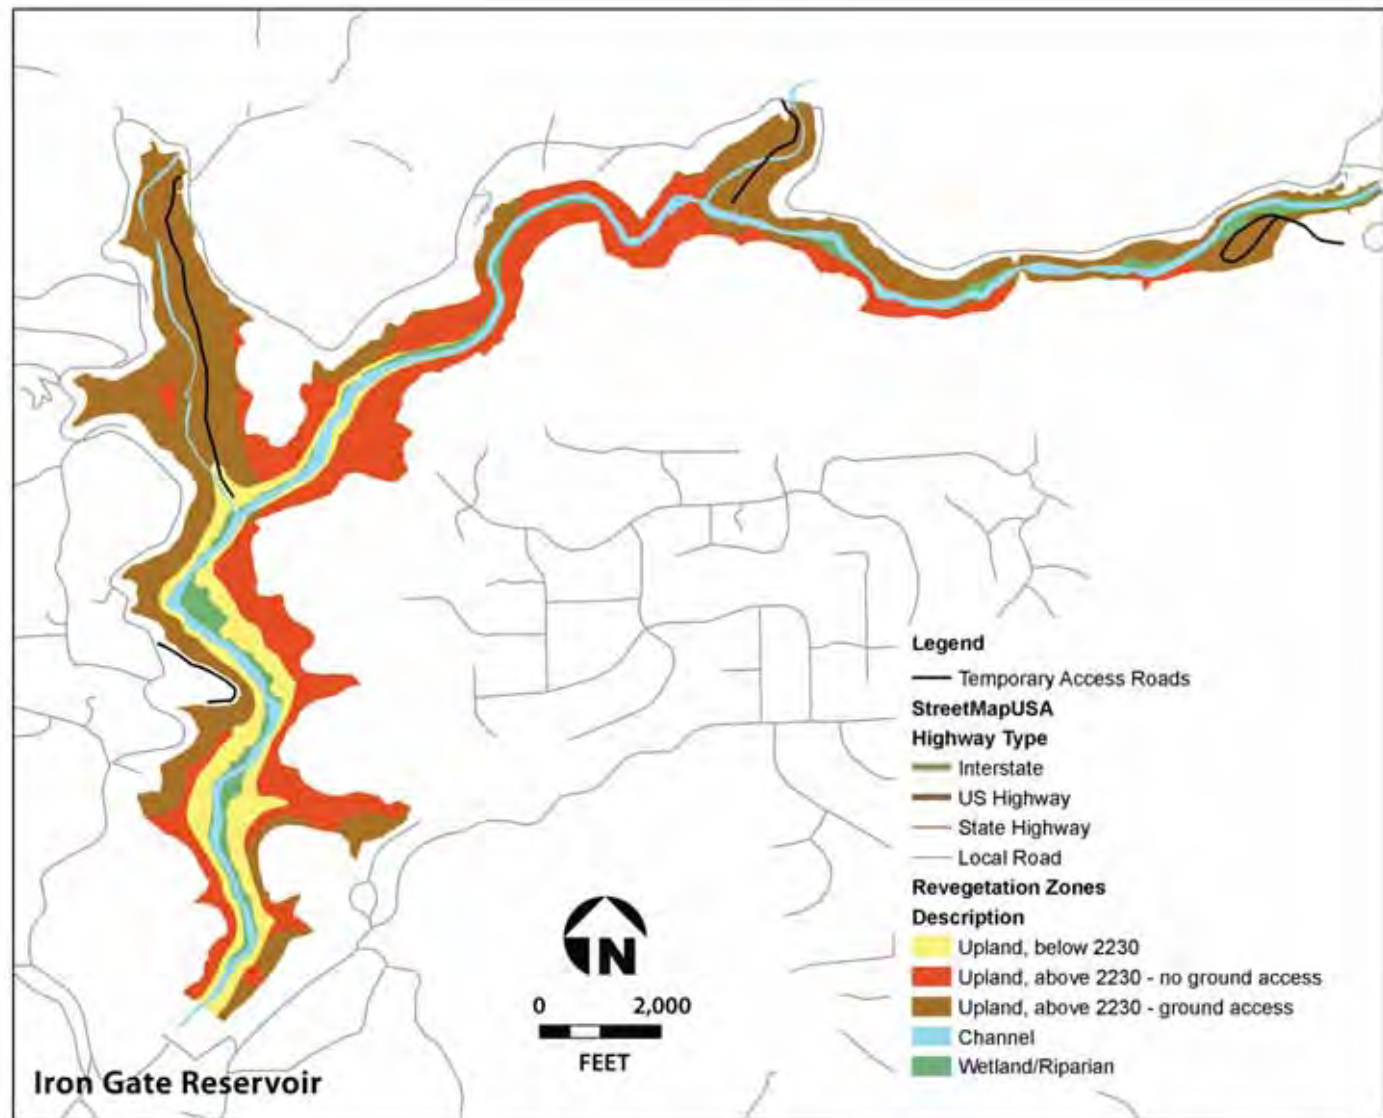 Legend
Temporary Access Roads
StreetMapUSA
Highway Type
Interstate
US Highway
State Highway
Local Road
Revegetation Zones
Description
Upland, below 2230
Upland, above 2230 - no ground access
Upland, above 2230 - ground access
Channel
Wetland/Riparian
N
0 2,000
FEET
Iron Gate Reservoir